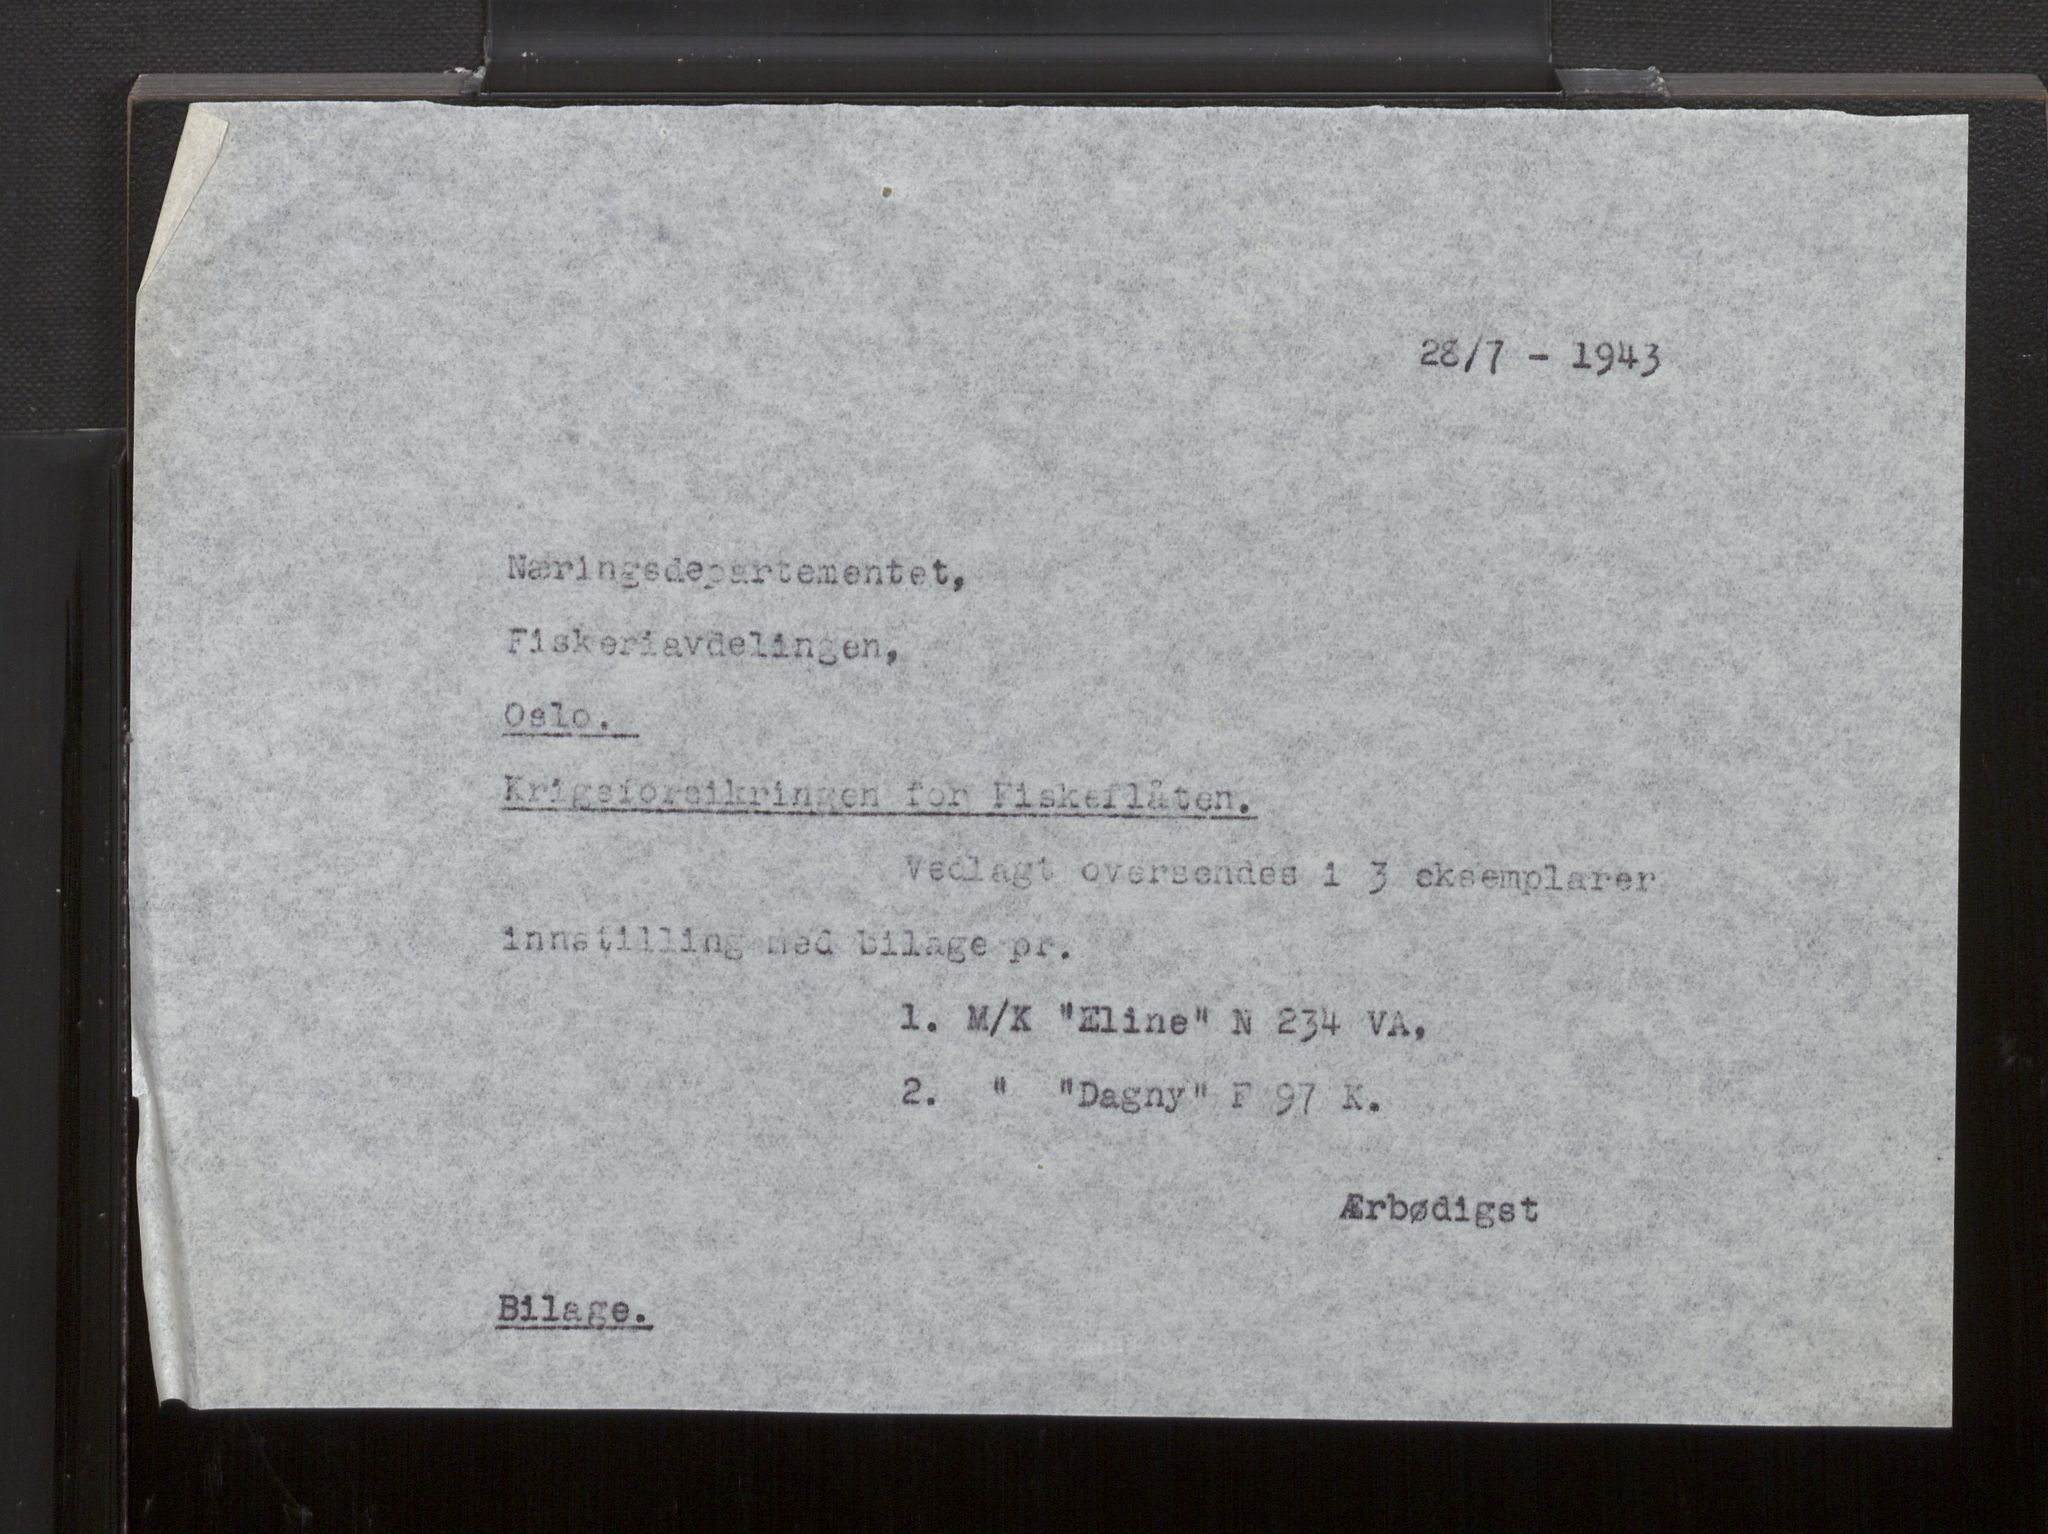 28/7 - 1943
Næringsdepartementet,
Fiskeriavdelingen,
Oslo.
Krigsforsikringen for Fiskeflåten.
Vedlagt oversendes i 3 eksemplarer
innstilling med bilage pr.
1. M/K "Eline" N 234 VA,
2. " "Dagny" F 97 K.
Ærbødigst
Bilage.